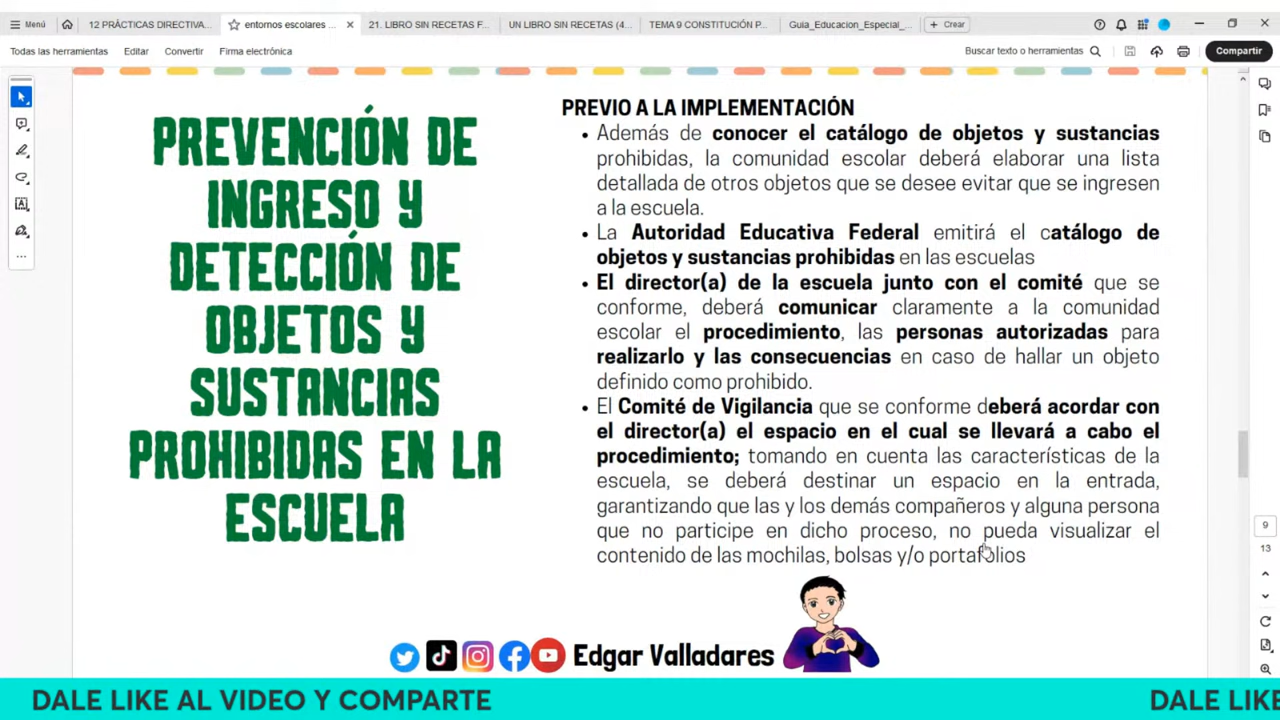 Menú
12 PRÁCTICAS DIRECTIVA...
entornos escolares ...
21. LIBRO SIN RECETAS F...
UN LIBRO SIN RECETAS (4...
TEMA 9 CONSTITUCIÓN P...
Guia_Educacion_Especial_...
+ Crear
Todas las herramientas
Editar
Convertir
Firma electrónica
Buscar texto o herramientas
Compartir
PREVENCIÓN DE
INGRESO Y
DETECCIÓN DE
OBJETOS Y
SUSTANCIAS
PROHIBIDAS EN LA
ESCUELA
PREVIO A LA IMPLEMENTACIÓN
• Además de conocer el catálogo de objetos y sustancias
prohibidas, la comunidad escolar deberá elaborar una lista
detallada de otros objetos que se desee evitar que se ingresen
a la escuela.
• La Autoridad Educativa Federal emitirá el catálogo de
objetos y sustancias prohibidas en las escuelas
• El director(a) de la escuela junto con el comité que se
conforme, deberá comunicar claramente a la comunidad
escolar el procedimiento, las personas autorizadas para
realizarlo y las consecuencias en caso de hallar un objeto
definido como prohibido.
• El Comité de Vigilancia que se conforme deberá acordar con
el director(a) el espacio en el cual se llevará a cabo el
procedimiento; tomando en cuenta las características de la
escuela, se deberá destinar un espacio en la entrada,
garantizando que las y los demás compañeros y alguna persona
que no participe en dicho proceso, no pueda visualizar el
contenido de las mochilas, bolsas y/o portafolios
9
13
Edgar Valladares
DALE LIKE AL VIDEO Y COMPARTE
DALE LIKE